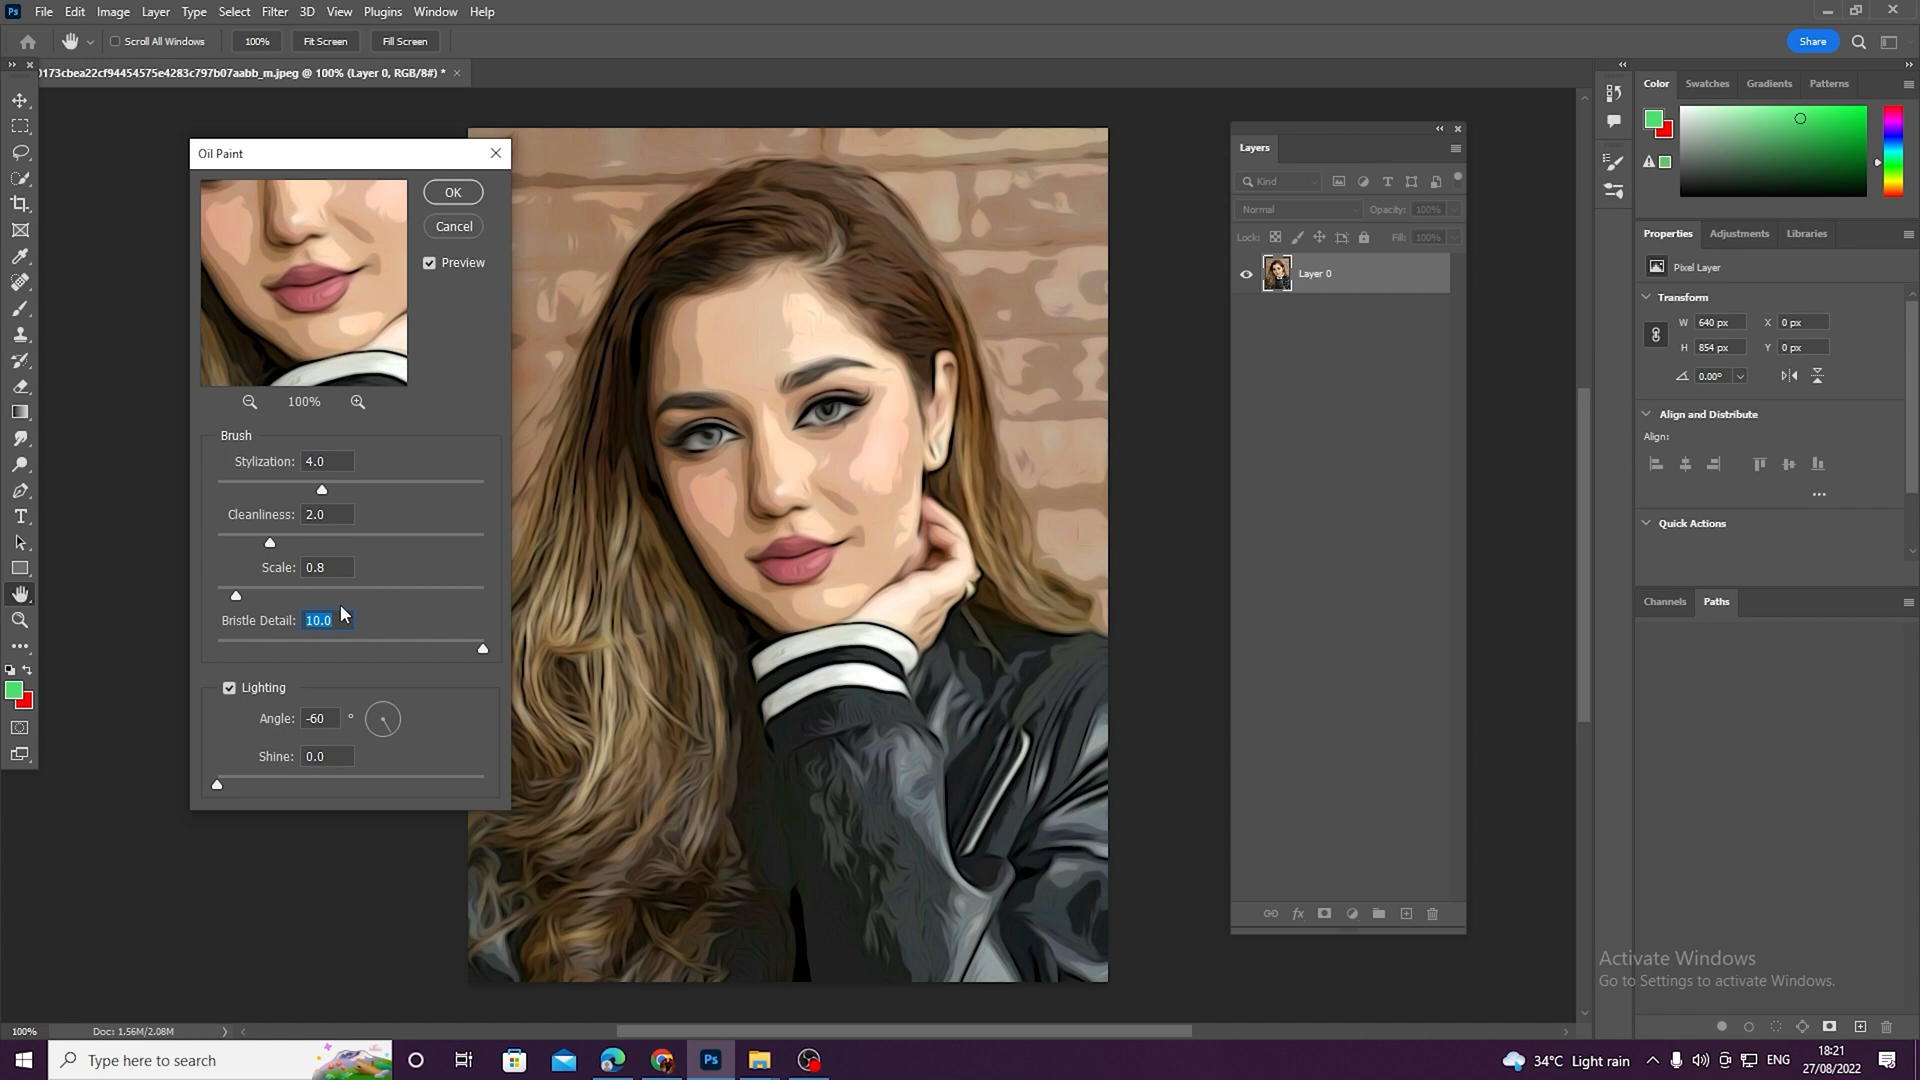 Ps File Edit Image Layer Type Select Filter 3D View Plugins Window Help
Scroll All Windows 100% Fit Screen Fill Screen Share
0173cbea22cf94454575e4283c797b07aabb_m.jpeg @ 100% (Layer 0, RGB/8#) * ×
Oil Paint
OK
Cancel
Preview
100%
Brush
Stylization: 4.0
Cleanliness: 2.0
Scale: 0.8
Bristle Detail: 10.0
Lighting
Angle: -60 °
Shine: 0.0
Layers
Kind
Normal Opacity: 100%
Lock: Fill: 100%
Layer 0
fx
Color Swatches Gradients Patterns
Properties Adjustments Libraries
Pixel Layer
Transform
W 640 px X 0 px
H 854 px Y 0 px
0.00°
Align and Distribute
Align:
Quick Actions
Channels Paths
Activate Windows
Go to Settings to activate Windows.
100% Doc: 1.56M/2.08M
Type here to search
Ps
34°C Light rain
ENG
18:21
27/08/2022